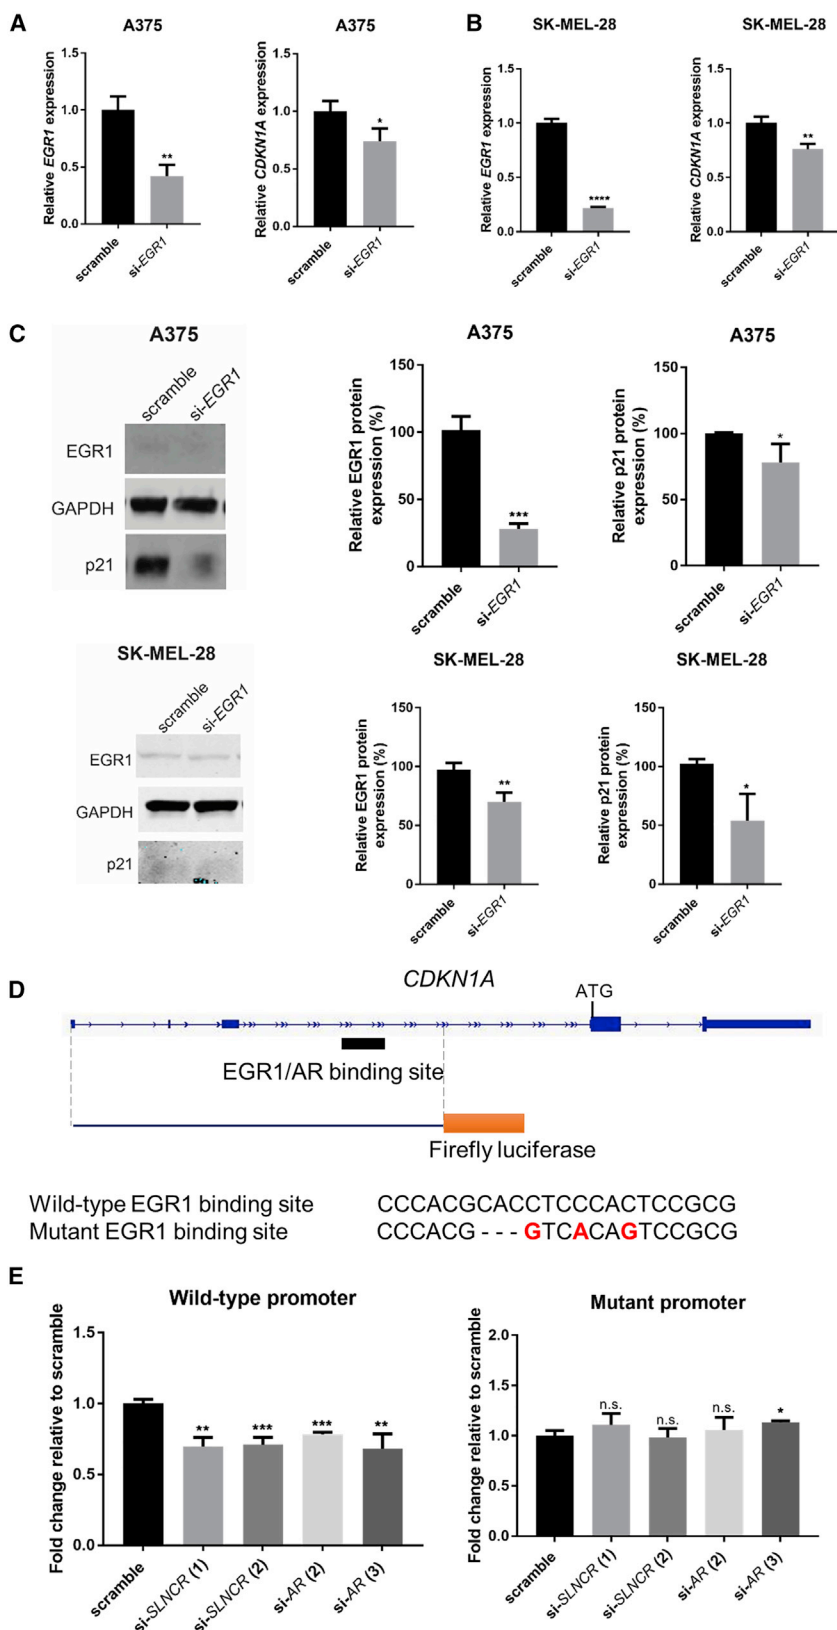 A
A375
Relative EGR1 expression
1.5
1.0
0.5
0.0
**
scramble
si-EGR1
A375
Relative CDKN1A expression
1.5
1.0
0.5
0.0
*
scramble
si-EGR1
B
SK-MEL-28
Relative EGR1 expression
1.5
1.0
0.5
0.0
****
scramble
si-EGR1
SK-MEL-28
Relative CDKN1A expression
1.5
1.0
0.5
0.0
**
scramble
si-EGR1
C
A375
scramble
si-EGR1
EGR1
GAPDH
p21
A375
Relative EGR1 protein
expression (%)
150
100
50
0
***
scramble
si-EGR1
A375
Relative p21 protein
expression (%)
150
100
50
0
*
scramble
si-EGR1
SK-MEL-28
scramble
si-EGR1
EGR1
GAPDH
p21
SK-MEL-28
Relative EGR1 protein
expression (%)
150
100
50
0
**
scramble
si-EGR1
SK-MEL-28
Relative p21 protein
expression (%)
150
100
50
0
*
scramble
si-EGR1
D
CDKN1A
ATG
EGR1/AR binding site
Firefly luciferase
Wild-type EGR1 binding site CCCACGCACCTCCCACTCCGCG
Mutant EGR1 binding site CCCACG - - - GTCACAGTCCGCG
E
Wild-type promoter
Fold change relative to scramble
1.5
1.0
0.5
0.0
** *** *** **
scramble
si-SLNCR (1)
si-SLNCR (2)
si-AR (2)
si-AR (3)
Mutant promoter
Fold change relative to scramble
2.0
1.5
1.0
0.5
0.0
n.s. n.s. n.s. *
scramble
si-SLNCR (1)
si-SLNCR (2)
si-AR (2)
si-AR (3)